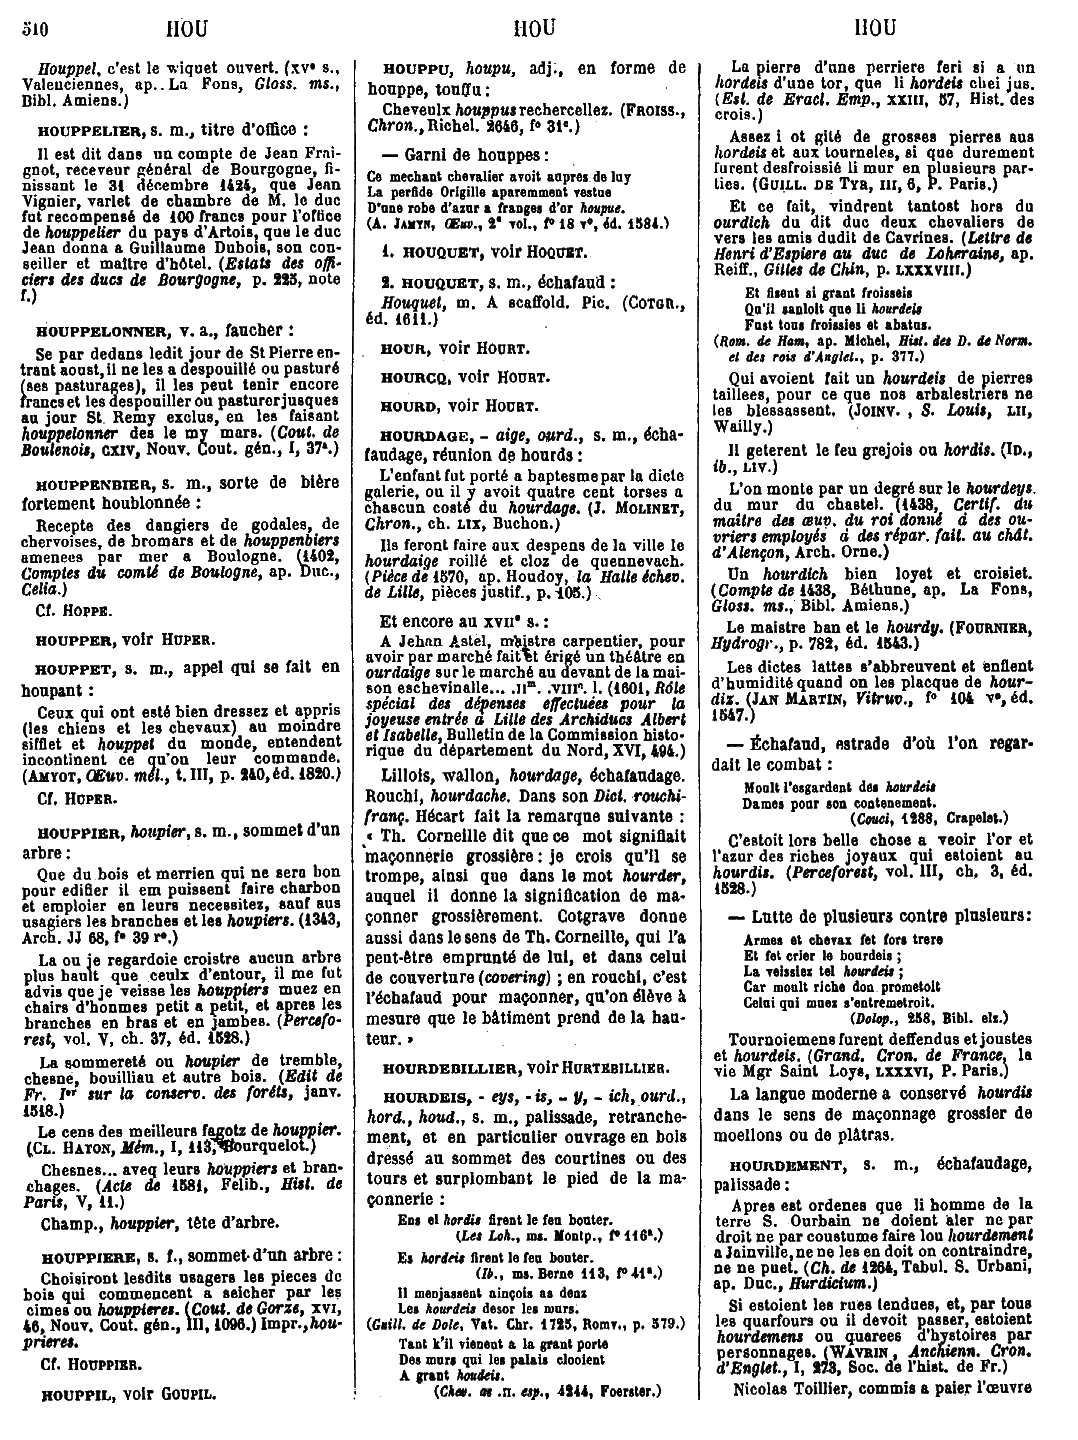 510 HOU HOU HOU
Houppel, c'est le wiquet ouvert. (XVe s.,
Valenciennes, ap. La Fons, Gloss. ms.,
Bibl. Amiens.)
HOUPPELIER, s. m., titre d'office :
Il est dit dans un compte de Jean Frai-
gnot, receveur général de Bourgogne, fi-
nissant le 31 décembre 1424, que Jean
Vignier, varlet de chambre de M. le duc
fut recompensé de 100 francs pour l'office
de houppelier du pays d'Artois, que le duc
Jean donna a Guillaume Dubois, son con-
seiller et maître d'hôtel. (Estats des offi-
ciers des ducs de Bourgogne, p. 225, note
f.)
HOUPPELONNER, v. a., faucher :
Se par dedans ledit jour de St Pierre en-
trant aoust, il ne les a despouillé ou pasturé
(ses pasturages), il les peut tenir encore
francs et les despouiller ou pasturer jusques
au jour St Remy exclus, en les faisant
houppelonner des le my mars. (Cout. de
Boulenois, CXIV, Nouv. Cout. gén., I, 37a.)
HOUPPENBIER, s. m., sorte de bière
fortement houblonnée :
Recepte des dangiers de godales, de
chervoises, de bromars et de houppenbiers
amenees par mer a Boulogne. (1402,
Comptes du comté de Boulogne, ap. Duc.,
Celia.)
Cf. HOPPE.
HOUPPER, voir HUPER.
HOUPPET, s. m., appel qui se fait en
houpant :
Ceux qui ont esté bien dressez et appris
(les chiens et les chevaux) au moindre
sifflet et houppet du monde, entendent
incontinent ce qu'on leur commande.
(AMYOT, Œuv. mél., t. III, p. 240, éd. 1820.)
Cf. HUPER.
HOUPPIER, houpier, s. m., sommet d'un
arbre :
Que du bois et merrien qui ne sera bon
pour edifier il em puissent faire charbon
et emploier en leurs necessitez, sauf aus
usagiers les branches et les houpiers. (1343,
Arch. JJ 68, f° 39 r°.)
La ou je regardoie croistre aucun arbre
plus hault que ceulx d'entour, il me fut
advis que je veisse les houppiers muez en
chairs d'hommes petit a petit, et apres les
branches en bras et en jambes. (Percefo-
rest, vol. V, ch. 37, éd. 1528.)
La sommereté ou houpier de tremble,
chesne, bouilliau et autre bois. (Edit de
Fr. Ier sur la conserv. des forêts, janv.
1518.)
Le cens des meilleurs fagotz de houppier.
(CL. HATON, Mém., I, 113, Bourquelot.)
Chesnes... aveq leurs houppiers et bran-
chages. (Acte de 1581, Felib., Hist. de
Paris, V, 11.)
Champ., houppier, tête d'arbre.
HOUPPIERE, s. f., sommet d'un arbre :
Choisiront lesdits usagers les pieces de
bois qui commencent a seicher par les
cimes ou houppieres. (Cout. de Gorze, XVI,
46, Nouv. Cout. gén., III, 1096.) Impr., hou-
prieres.
Cf. HOUPPIER.
HOUPPIL, voir GOUPIL.
HOUPPU, houpu, adj., en forme de
houppe, touffu :
Cheveulx houppus rechercellez. (FROISS.,
Chron., Richel. 2646, f° 31c.)
— Garni de houppes :
Ce mechant chevalier avoit aupres de luy
La perfide Origille aparemment vestue
D'une robe d'azur a franges d'or houpue.
(A. JAMYN, Œuv., 2e vol., f° 18 v°, éd. 1584.)
1. HOUQUET, voir HOQUET.
2. HOUQUET, s. m., échafaud :
Houquet, m. A scaffold. Pic. (COTGR.,
éd. 1611.)
HOUR, voir HOURT.
HOURCQ, voir HOURT.
HOURD, voir HOURT.
HOURDAGE, - aige, ourd., s. m., écha-
faudage, réunion de hourds :
L'enfant fut porté a baptesme par la dicte
galerie, ou il y avoit quatre cent torses a
chascun costé du hourdage. (J. MOLINET,
Chron., ch. LIX, Buchon.)
Ils feront faire aux despens de la ville le
hourdaige roillé et cloz de quennevach.
(Pièce de 1570, ap. Houdoy, la Halle échev.
de Lille, pièces justif., p. 105.)
Et encore au XVIIe s. :
A Jehan Astel, maistre carpentier, pour
avoir par marché fait et érigé un théâtre en
ourdaige sur le marché au devant de la mai-
son eschevinalle... .IIm. .VIIIc. l. (1601, Rôle
spécial des dépenses effectuées pour la
joyeuse entrée à Lille des Archiducs Albert
et Isabelle, Bulletin de la Commission histo-
rique du département du Nord, XVI, 494.)
Lillois, wallon, hourdage, échafaudage.
Rouchi, hourdache. Dans son Dict. rouchi-
franç. Hécart fait la remarque suivante :
« Th. Corneille dit que ce mot signifiait
maçonnerie grossière : je crois qu'il se
trompe, ainsi que dans le mot hourder,
auquel il donne la signification de ma-
çonner grossièrement. Cotgrave donne
aussi dans le sens de Th. Corneille, qui l'a
peut-être emprunté de lui, et dans celui
de couverture (covering) ; en rouchi, c'est
l'échafaud pour maçonner, qu'on élève à
mesure que le bâtiment prend de la hau-
teur. »
HOURDEBILLIER, voir HURTEBILLIER.
HOURDEIS, - eys, - is, - y, - ich, ourd.,
hord., houd., s. m., palissade, retranche-
ment, et en particulier ouvrage en bois
dressé au sommet des courtines ou des
tours et surplombant le pied de la ma-
çonnerie :
Ens el hordis firent le feu bouter.
(Les Loh., ms. Montp., f° 116a.)
Es hordeis firent le feu bouter.
(Ib., ms. Berne 113, f° 41a.)
Il menjassent ainçois as denz
Les hourdeis desor les murs.
(Guill. de Dole, Vat. Chr. 1725, Romv., p. 579.)
Tant k'il vienent a la grant porte
Des murs qui les palais clooient
A grant houdeis.
(Chev. as .II. esp., 4244, Foerster.)
La pierre d'une perriere feri si a un
hordeis d'une tor, que li hordeis chei jus.
(Est. de Eracl. Emp., XXIII, 57, Hist. des
crois.)
Assez i ot gité de grosses pierres aus
hordeis et aux tourneles, si que durement
furent desfroissié li mur en plusieurs par-
ties. (GUILL. DE TYR, III, 6, P. Paris.)
Et ce fait, vindrent tantost hors du
ourdich du dit duc deux chevaliers de
vers les amis dudit de Cavrines. (Lettre de
Henri d'Espiere au duc de Loheraine, ap.
Reiff., Gilles de Chin, p. LXXXVIII.)
Et fisent si grant froisseis
Qu'il sanloit que li hourdeis
Fust tous froissies et abatus.
(Rom. de Ham, ap. Michel, Hist. des D. de Norm.
et des rois d'Anglet., p. 377.)
Qui avoient fait un hourdeis de pierres
taillees, pour ce que nos arbalestriers ne
les blessassent. (JOINV., S. Louis, LII,
Wailly.)
Il geterent le feu grejois ou hordis. (ID.,
ib., LIV.)
L'on monte par un degré sur le hourdeys
du mur du chastel. (1438, Certif. du
maitre des œuv. du roi donné à des ou-
vriers employés à des répar. fait. au chât.
d'Alençon, Arch. Orne.)
Un hourdich bien loyet et croisiet.
(Compte de 1438, Béthune, ap. La Fons,
Gloss. ms., Bibl. Amiens.)
Le maistre ban et le hourdy. (FOURNIER,
Hydrogr., p. 782, éd. 1643.)
Les dictes lattes s'abbreuvent et enflent
d'humidité quand on les placque de hour-
diz. (JAN MARTIN, Vitruv., f° 104 v°, éd.
1547.)
— Échafaud, estrade d'où l'on regar-
dait le combat :
Moult l'esgardent des hourdeis
Dames pour son contenement.
(Couci, 1288, Crapelet.)
C'estoit lors belle chose a veoir l'or et
l'azur des riches joyaux qui estoient au
hourdis. (Perceforest, vol. III, ch. 3, éd.
1528.)
— Lutte de plusieurs contre plusieurs :
Armes et chevax fet fors trere
Et fet crier le bourdeis ;
La veissiez tel hourdeis ;
Car moult riche don prometoit
Celui qui muez s'entremetroit.
(Dolop., 258, Bibl. elz.)
Tournoiemens furent deffendus et joustes
et hourdeis. (Grand. Cron. de France, la
vie Mgr Saint Loys, LXXXVI, P. Paris.)
La langue moderne a conservé hourdis
dans le sens de maçonnage grossier de
moellons ou de plâtras.
HOURDEMENT, s. m., échafaudage,
palissade :
Apres est ordenes que li homme de la
terre S. Ourbain ne doient aler ne par
droit ne par coustume faire lou hourdement
a Jainville, ne ne les en doit on contraindre,
ne ne puet. (Ch. de 1264, Tabul. S. Urbani,
ap. Duc., Hurdicium.)
Si estoient les rues tendues, et, par tous
les quarfours ou il devoit passer, estoient
hourdemens ou quarees d'hystoires par
personnages. (WAVRIN, Anchienn. Cron.
d'Englet., I, 273, Soc. de l'hist. de Fr.)
Nicolas Toillier, commis a paier l'œuvre